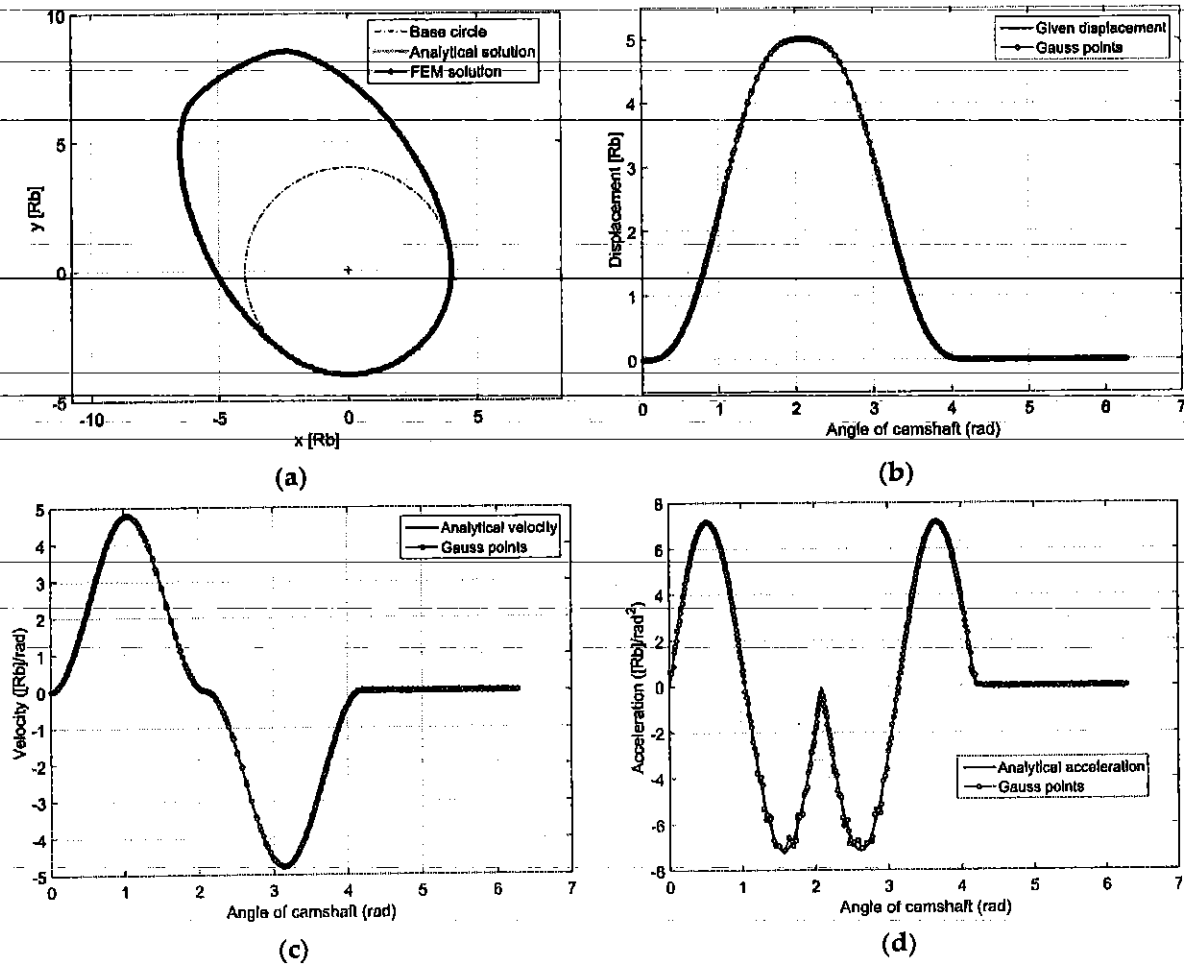 10
5
0
-5
y [Rb]
-10
-5
0
5
x [Rb]
Base circle
Analytical solution
FEM solution
(a)
5
4
3
2
1
0
Displacement [Rb]
0
1
2
3
4
5
6
7
Angle of camshaft (rad)
Given displacement
Gauss points
(b)
5
4
3
2
1
0
-1
-2
-3
-4
-5
Velocity ([Rb]/rad)
0
1
2
3
4
5
6
7
Angle of camshaft (rad)
Analytical velocity
Gauss points
(c)
8
6
4
2
0
-2
-4
-6
-8
Acceleration ([Rb]/rad²)
0
1
2
3
4
5
6
7
Angle of camshaft (rad)
Analytical acceleration
Gauss points
(d)